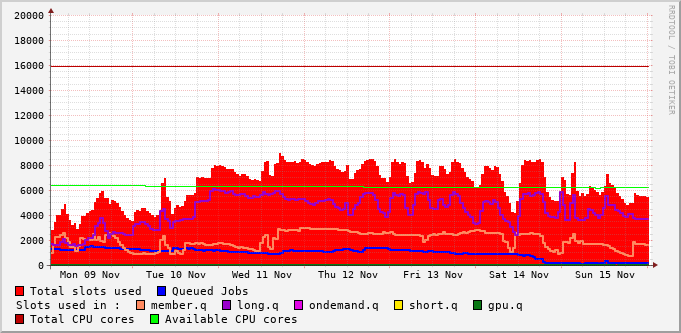 RRDTOOL / TOBI OETIKER
20000
18000
16000
14000
12000
10000
8000
6000
4000
2000
0
Mon 09 Nov Tue 10 Nov Wed 11 Nov Thu 12 Nov Fri 13 Nov Sat 14 Nov Sun 15 Nov
Total slots used Queued Jobs
Slots used in : member.q long.q ondemand.q short.q gpu.q
Total CPU cores Available CPU cores